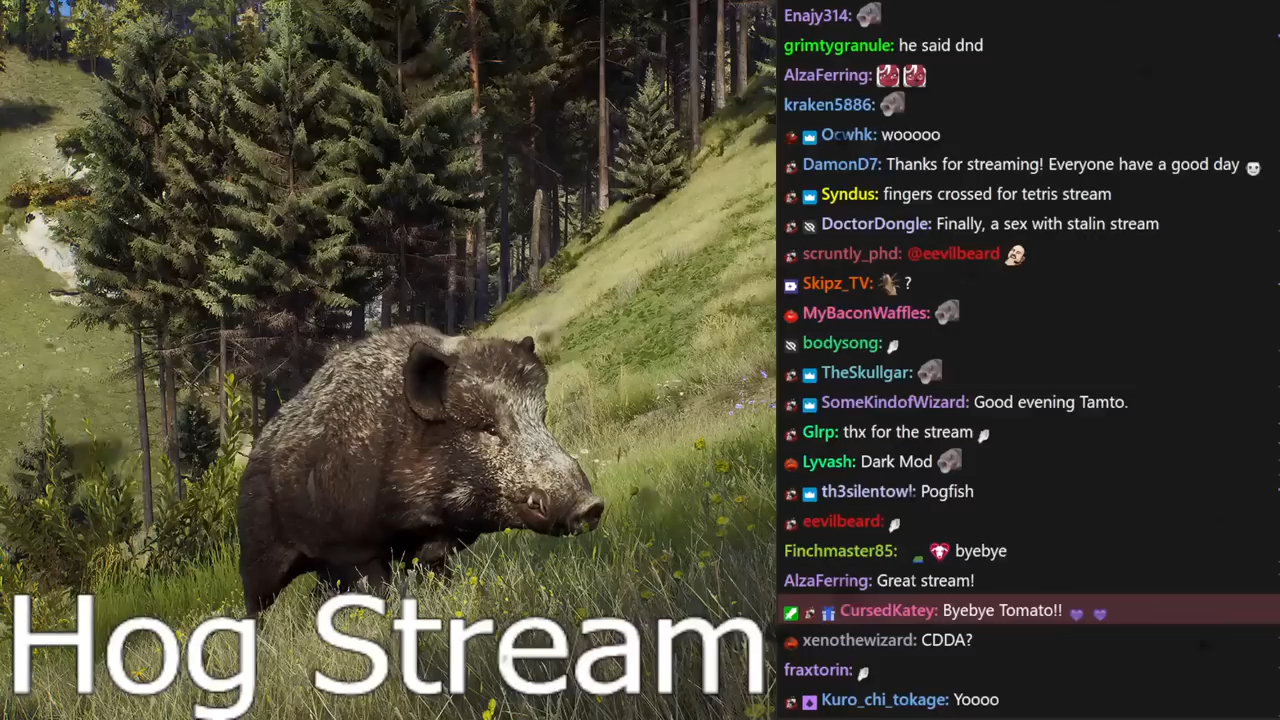 Enajy314:
grimtygranule: he said dnd
AlzaFerring:
kraken5886:
Ocwhk: wooooo
DamonD7: Thanks for streaming! Everyone have a good day
Syndus: fingers crossed for tetris stream
DoctorDongle: Finally, a sex with stalin stream
scruntly_phd: @eevilbeard
Skipz_TV: ?
MyBaconWaffles:
bodysong:
TheSkullgar:
SomeKindofWizard: Good evening Tamto.
Glrp: thx for the stream
Lyvash: Dark Mod
th3silentow!: Pogfish
eevilbeard:
Finchmaster85: byebye
AlzaFerring: Great stream!
CursedKatey: Byebye Tomato!!
xenothewizard: CDDA?
fraxtorin:
Kuro_chi_tokage: Yoooo
Hog Stream